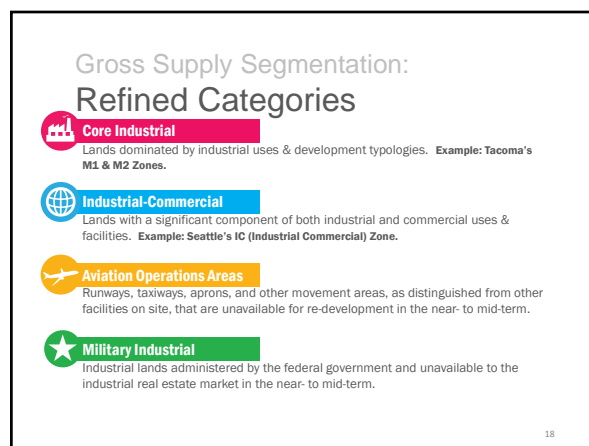 Gross Supply Segmentation:
Refined Categories
Core Industrial
Lands dominated by industrial uses & development typologies. Example: Tacoma's
M1 & M2 Zones.
Industrial-Commercial
Lands with a significant component of both industrial and commercial uses &
facilities. Example: Seattle's IC (Industrial Commercial) Zone.
Aviation Operations Areas
Runways, taxiways, aprons, and other movement areas, as distinguished from other
facilities on site, that are unavailable for re-development in the near- to mid-term.
Military Industrial
Industrial lands administered by the federal government and unavailable to the
industrial real estate market in the near- to mid-term.
18